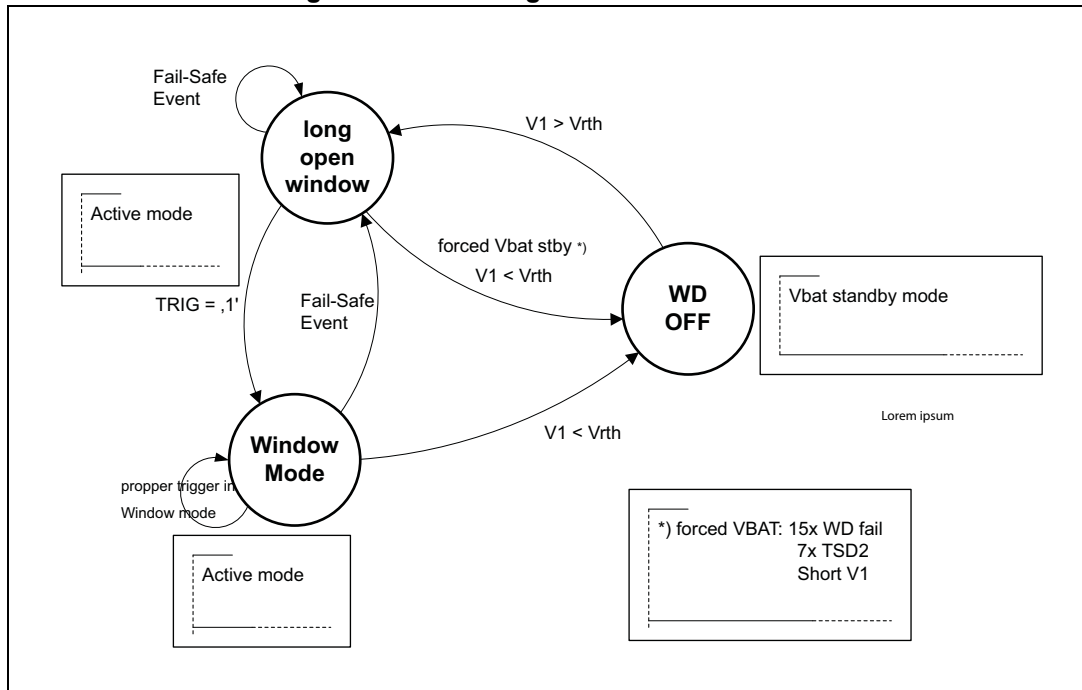 Fail-Safe
Event
long
open
window
V1 > Vrth
Active mode
forced Vbat stby *)
V1 < Vrth
TRIG = ‚1'
Fail-Safe
Event
WD
OFF
Vbat standby mode
Lorem ipsum
V1 < Vrth
Window
Mode
propper trigger in
Window mode
Active mode
*) forced VBAT: 15x WD fail
7x TSD2
Short V1